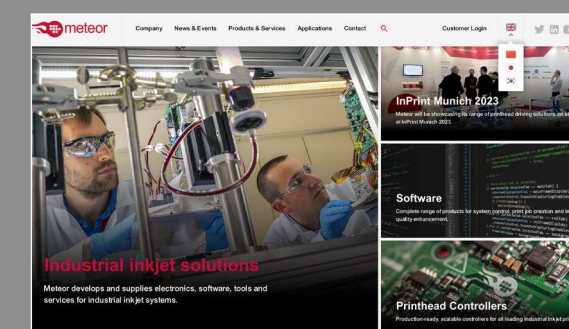 meteor
Company
News & Events
Products & Services
Applications
Contact
Customer Login
InPrint Munich 2023
Meteor will be showcasing its range of printhead driving solutions on
at InPrint Munich 2023.
Software
Complete range of products for system control, print job creation and
quality enhancement.
Industrial inkjet solutions
Meteor develops and supplies electronics, software, tools and
services for industrial inkjet systems.
Printhead Controllers
Production-ready, scalable controllers for all leading industrial inkjet